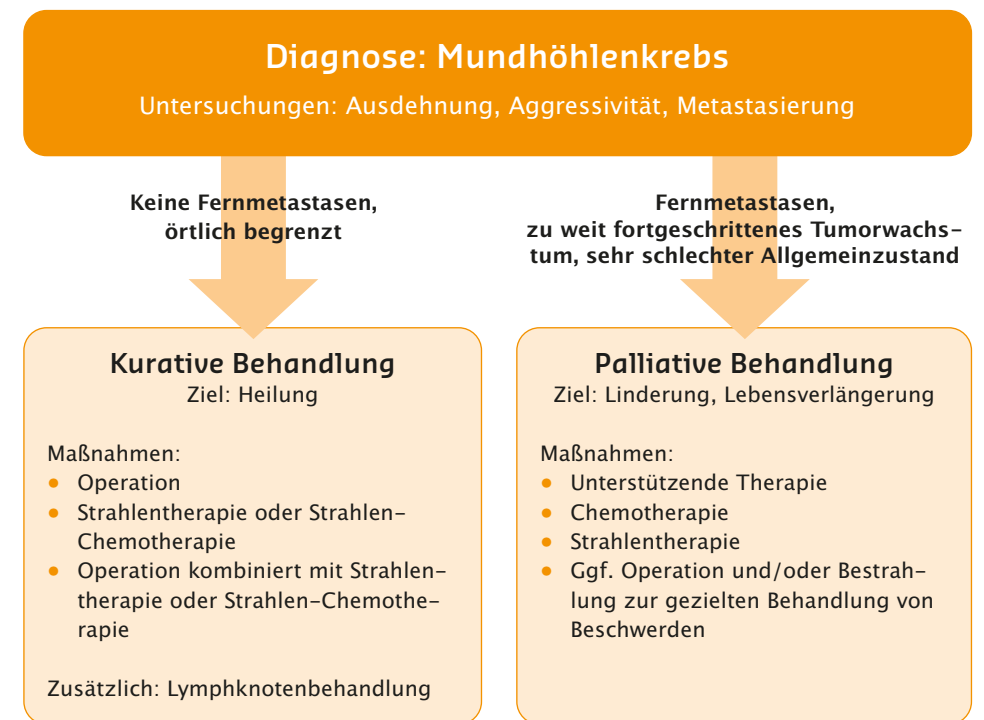 Diagnose: Mundhöhlenkrebs
Untersuchungen: Ausdehnung, Aggressivität, Metastasierung
Keine Fernmetastasen,
örtlich begrenzt
Fernmetastasen,
zu weit fortgeschrittenes Tumorwachs-
tum, sehr schlechter Allgemeinzustand
Kurative Behandlung
Ziel: Heilung
Maßnahmen:
• Operation
• Strahlentherapie oder Strahlen-
Chemotherapie
• Operation kombiniert mit Strahlen-
therapie oder Strahlen-Chemothe-
rapie
Zusätzlich: Lymphknotenbehandlung
Palliative Behandlung
Ziel: Linderung, Lebensverlängerung
Maßnahmen:
• Unterstützende Therapie
• Chemotherapie
• Strahlentherapie
• Ggf. Operation und/oder Bestrah-
lung zur gezielten Behandlung von
Beschwerden